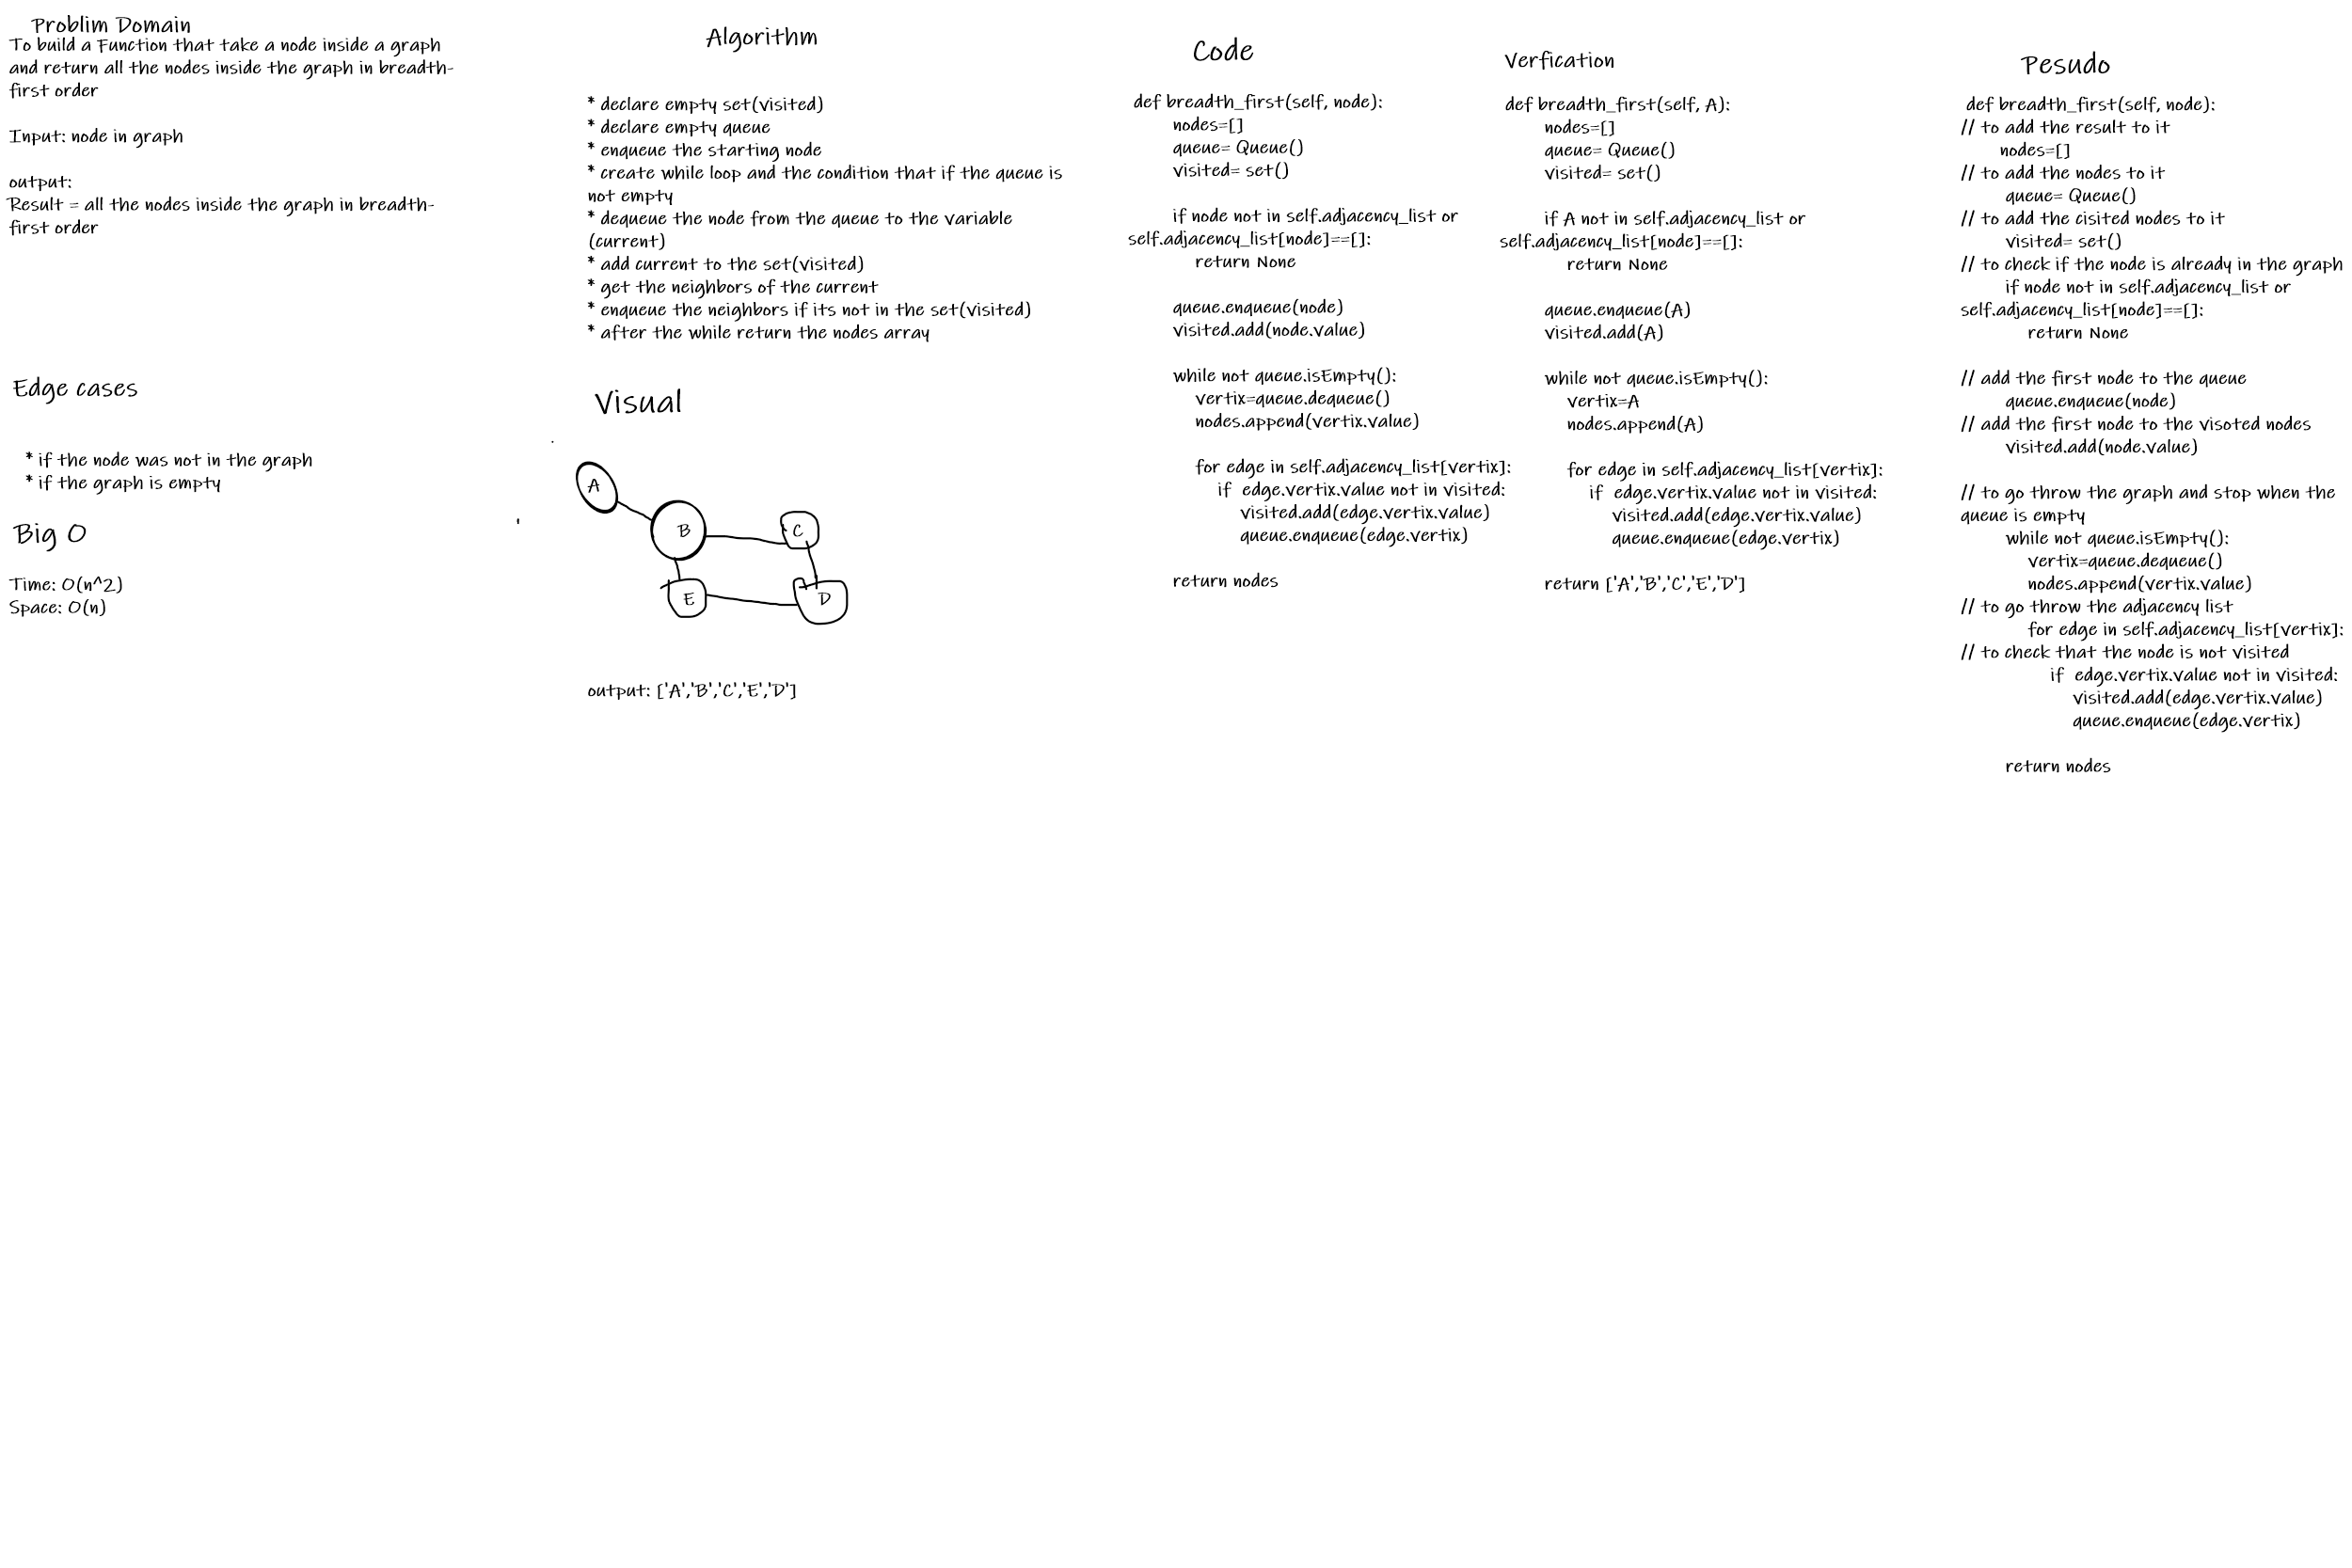 Problim Domain
To build a Function that take a node inside a graph
and return all the nodes inside the graph in breadth-
first order
Input: node in graph
output:
Result = all the nodes inside the graph in breadth-
first order
Edge cases
* if the node was not in the graph
* if the graph is empty
Big O
Time: O(n^2)
Space: O(n)
Algorithm
* declare empty set(visited)
* declare empty queue
* enqueue the starting node
* create while loop and the condition that if the queue is
not empty
* dequeue the node from the queue to the variable
(current)
* add current to the set(visited)
* get the neighbors of the current
* enqueue the neighbors if its not in the set(visited)
* after the while return the nodes array
Visual
A
B
C
E
D
output: ['A','B','C','E','D']
Code
def breadth_first(self, node):
nodes=[]
queue= Queue()
visited= set()
if node not in self.adjacency_list or
self.adjacency_list[node]==[]:
return None
queue.enqueue(node)
visited.add(node.value)
while not queue.isEmpty():
vertix=queue.dequeue()
nodes.append(vertix.value)
for edge in self.adjacency_list[vertix]:
if edge.vertix.value not in visited:
visited.add(edge.vertix.value)
queue.enqueue(edge.vertix)
return nodes
Verfication
def breadth_first(self, A):
nodes=[]
queue= Queue()
visited= set()
if A not in self.adjacency_list or
self.adjacency_list[node]==[]:
return None
queue.enqueue(A)
visited.add(A)
while not queue.isEmpty():
vertix=A
nodes.append(A)
for edge in self.adjacency_list[vertix]:
if edge.vertix.value not in visited:
visited.add(edge.vertix.value)
queue.enqueue(edge.vertix)
return ['A','B','C','E','D']
Pesudo
def breadth_first(self, node):
// to add the result to it
nodes=[]
// to add the nodes to it
queue= Queue()
// to add the cisited nodes to it
visited= set()
// to check if the node is already in the graph
if node not in self.adjacency_list or
self.adjacency_list[node]==[]:
return None
// add the first node to the queue
queue.enqueue(node)
// add the first node to the visoted nodes
visited.add(node.value)
// to go throw the graph and stop when the
queue is empty
while not queue.isEmpty():
vertix=queue.dequeue()
nodes.append(vertix.value)
// to go throw the adjacency list
for edge in self.adjacency_list[vertix]:
// to check that the node is not visited
if edge.vertix.value not in visited:
visited.add(edge.vertix.value)
queue.enqueue(edge.vertix)
return nodes